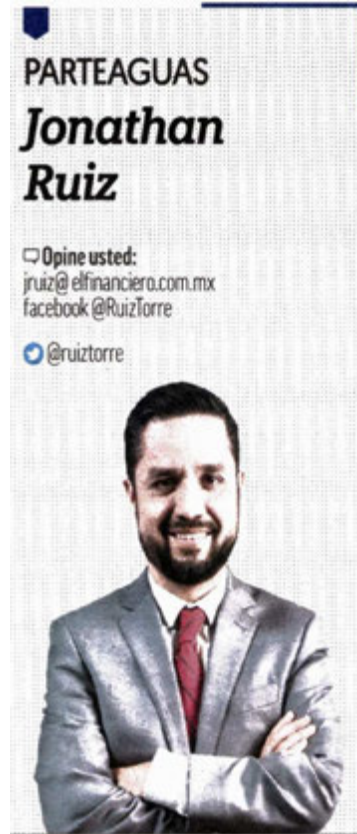 PARTEAGUAS
Jonathan
Ruiz
Opine usted:
jruiz@elfinanciero.com.mx
facebook @RuizTorre
@ruiztorre